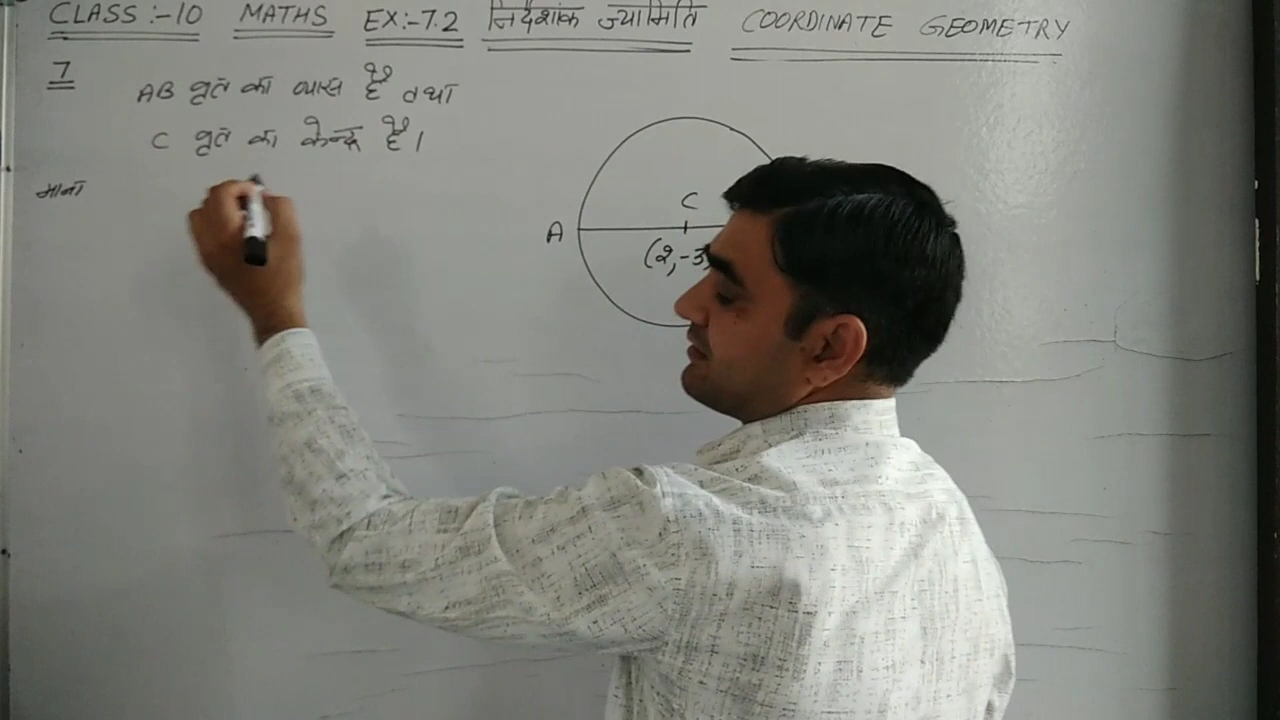 CLASS :-10 MATHS EX:-7.2 निर्देशांक ज्यामिति COORDINATE GEOMETRY
7
AB वृत का व्यास है तथा
C वृत का केन्द्र है।
माना
C
A
(2,-3)